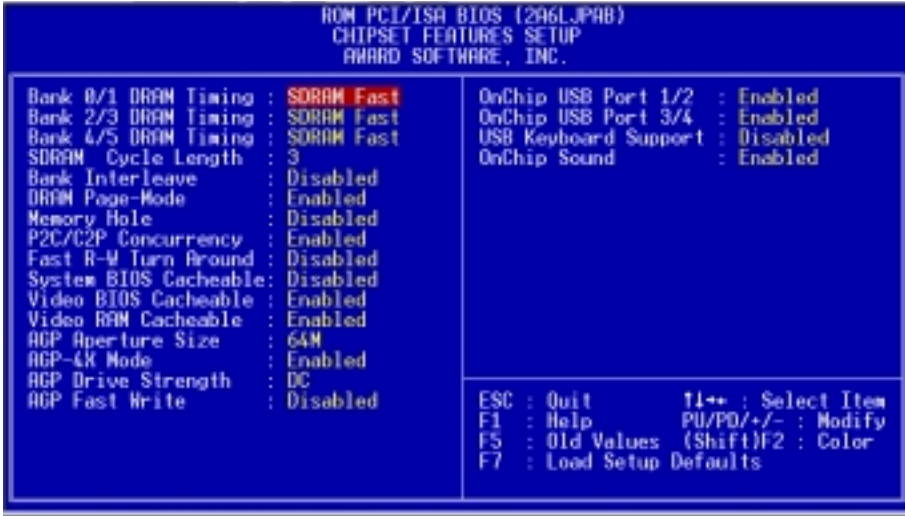 ROM PCI/ISA BIOS (2A6LJPAB)
CHIPSET FEATURES SETUP
AWARD SOFTWARE, INC.
Bank 0/1 DRAM Timing : SDRAM Fast
Bank 2/3 DRAM Timing : SDRAM Fast
Bank 4/5 DRAM Timing : SDRAM Fast
SDRAM Cycle Length : 3
Bank Interleave : Disabled
DRAM Page-Mode : Enabled
Memory Hole : Disabled
P2C/C2P Concurrency : Enabled
Fast R-W Turn Around : Disabled
System BIOS Cacheable: Disabled
Video BIOS Cacheable : Enabled
Video RAM Cacheable : Enabled
AGP Aperture Size : 64M
AGP-4X Mode : Enabled
AGP Drive Strength : DC
AGP Fast Write : Disabled
OnChip USB Port 1/2 : Enabled
OnChip USB Port 3/4 : Enabled
USB Keyboard Support : Disabled
OnChip Sound : Enabled
ESC : Quit ↑↓→← : Select Item
F1 : Help PU/PD/+/- : Modify
F5 : Old Values (Shift)F2 : Color
F7 : Load Setup Defaults